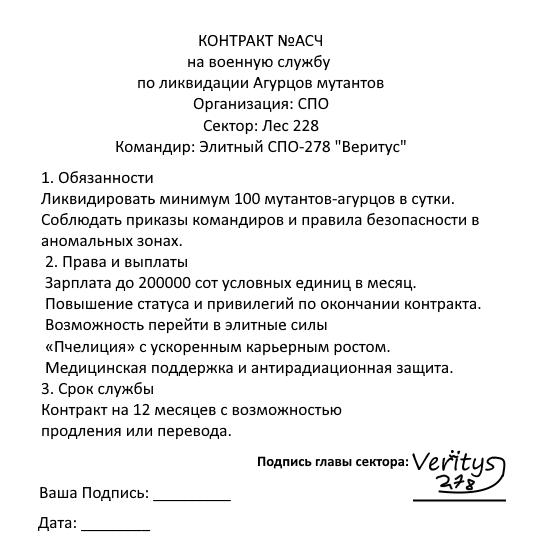 КОНТРАКТ №АСЧ
на военную службу
по ликвидации Агурцов мутантов
Организация: СПО
Сектор: Лес 228
Командир: Элитный СПО-278 "Веритус"
1. Обязанности
Ликвидировать минимум 100 мутантов-агурцов в сутки.
Соблюдать приказы командиров и правила безопасности в
аномальных зонах.
2. Права и выплаты
Зарплата до 200000 сот условных единиц в месяц.
Повышение статуса и привилегий по окончании контракта.
Возможность перейти в элитные силы
«Пчелиция» с ускоренным карьерным ростом.
Медицинская поддержка и антирадиационная защита.
3. Срок службы
Контракт на 12 месяцев с возможностью
продления или перевода.
Подпись главы сектора: Veritys
278
Ваша Подпись: _________
Дата: ________